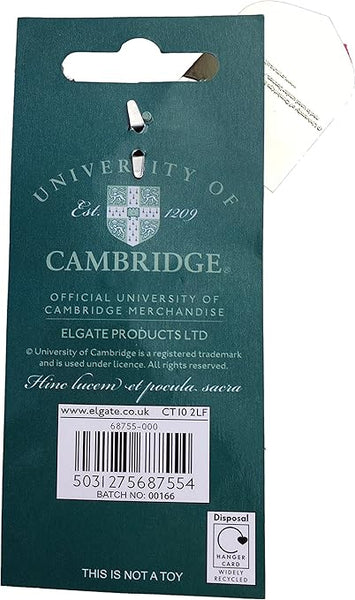 UNIVERSITY OF
Est. 1209
CAMBRIDGE®
OFFICIAL UNIVERSITY OF
CAMBRIDGE MERCHANDISE
ELGATE PRODUCTS LTD
© University of Cambridge is a registered trademark
and is used under licence. All rights reserved.
Hinc lucem et pocula sacra
www.elgate.co.uk CT10 2LF
68755-000
5031275687554
BATCH NO: 00166
Disposal
HANGER
CARD
WIDELY
RECYCLED
THIS IS NOT A TOY